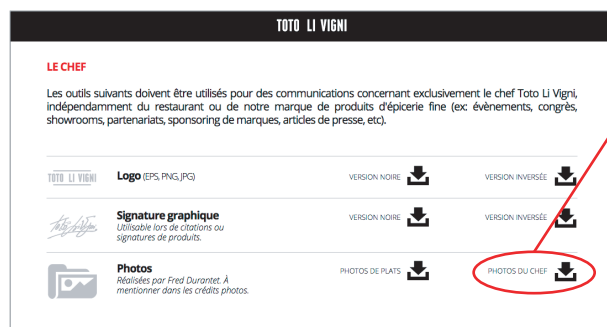 TOTO LI VIGNI
LE CHEF
Les outils suivants doivent être utilisés pour des communications concernant exclusivement le chef Toto Li Vigni,
indépendamment du restaurant ou de notre marque de produits d'épicerie fine (ex: évènements, congrès,
showrooms, partenariats, sponsoring de marques, articles de presse, etc).
TOTO LI VIGNI Logo (EPS, PNG, JPG) VERSION NOIRE VERSION INVERSÉE
Toto Li Vigni Signature graphique VERSION NOIRE VERSION INVERSÉE
Utilisable lors de citations ou
signatures de produits.
Photos PHOTOS DE PLATS PHOTOS DU CHEF
Réalisées par Fred Durantet. À
mentionner dans les crédits photos.